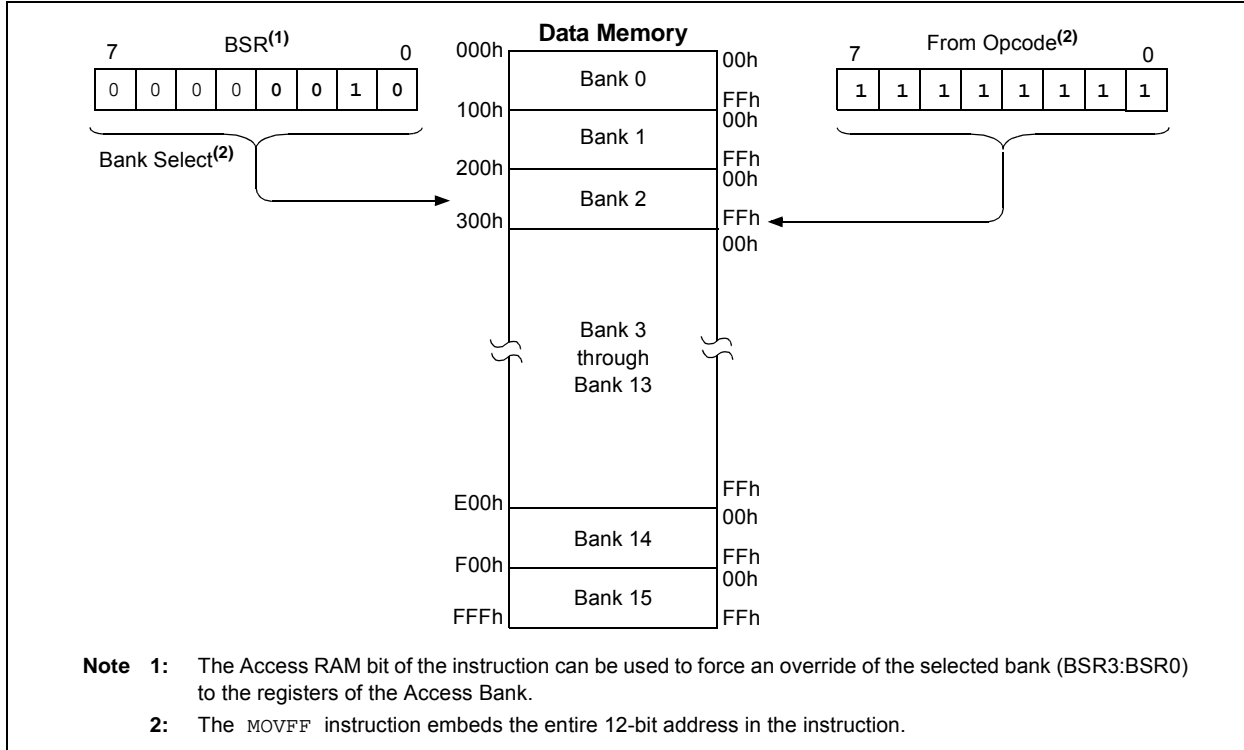 Data Memory
7 BSR(1) 0
0 0 0 0 0 0 1 0
Bank Select(2)
7 From Opcode(2) 0
1 1 1 1 1 1 1 1
000h Bank 0 00h
FFh
100h Bank 1 00h
FFh
200h Bank 2 00h
FFh
300h 00h
Bank 3
through
Bank 13
FFh
E00h 00h
Bank 14
FFh
F00h 00h
Bank 15
FFFh FFh
Note 1: The Access RAM bit of the instruction can be used to force an override of the selected bank (BSR3:BSR0)
to the registers of the Access Bank.
2: The MOVFF instruction embeds the entire 12-bit address in the instruction.